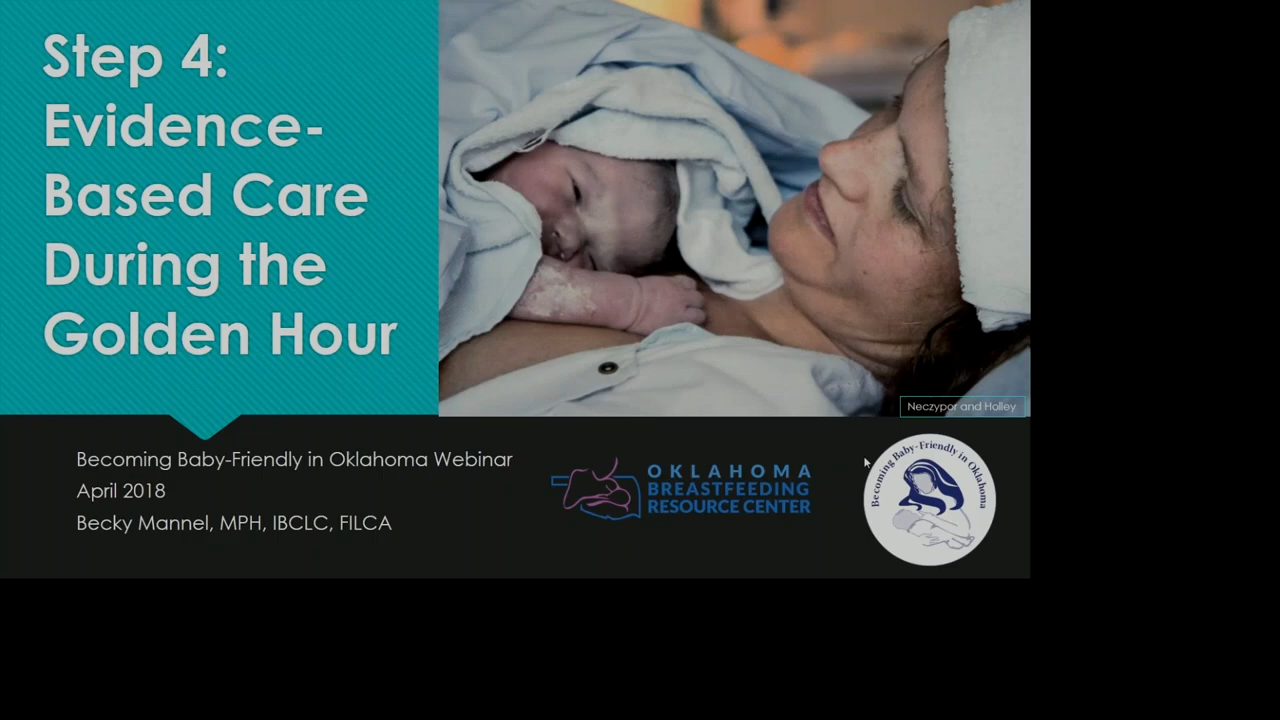 Step 4:
Evidence-
Based Care
During the
Golden Hour
Neczypor and Holley
Becoming Baby-Friendly in Oklahoma Webinar
April 2018
Becky Mannel, MPH, IBCLC, FILCA
OKLAHOMA
BREASTFEEDING
RESOURCE CENTER
Becoming Baby-Friendly in Oklahoma